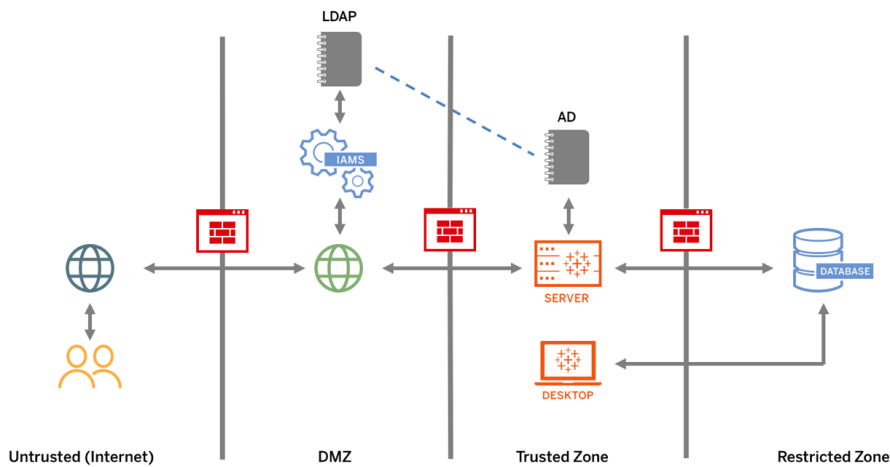 LDAP
AD
IAMS
SERVER
DATABASE
DESKTOP
Untrusted (Internet)
DMZ
Trusted Zone
Restricted Zone